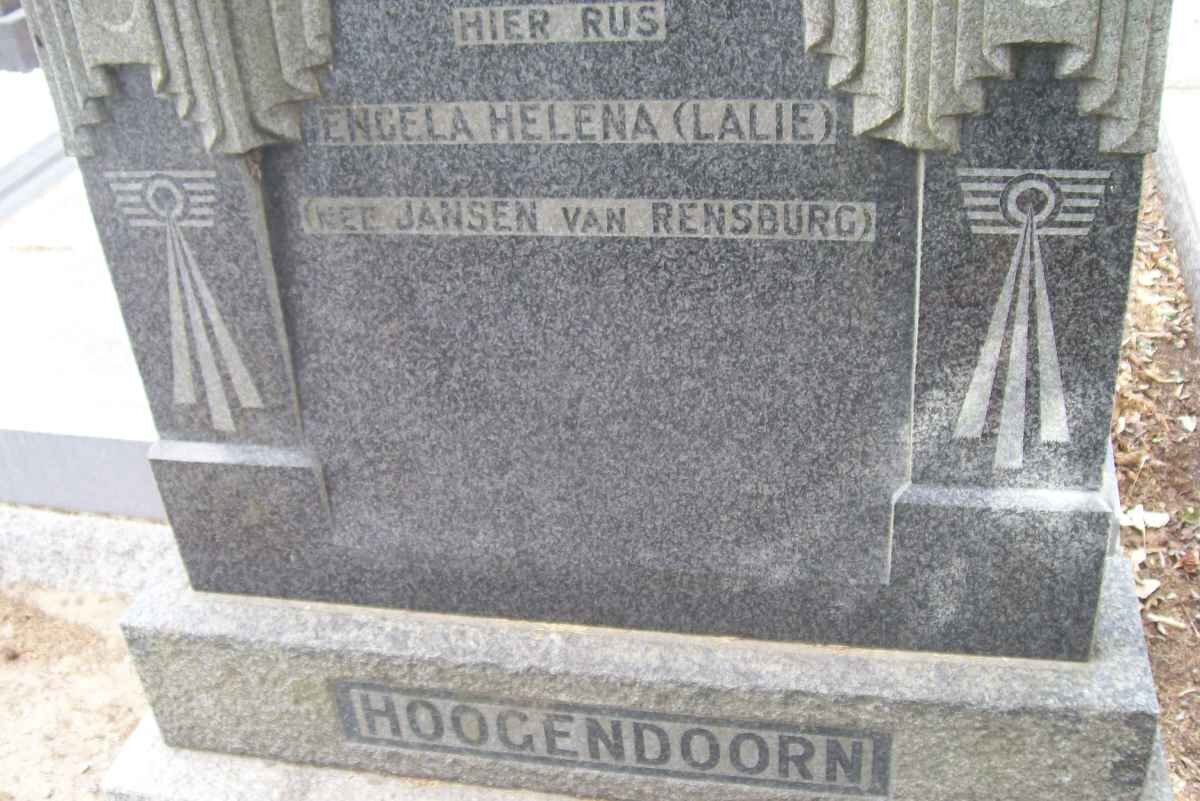 HIER RUS
ENGELA HELENA (LALIE)
(NEE JANSEN VAN RENSBURG)
HOOGENDOORN